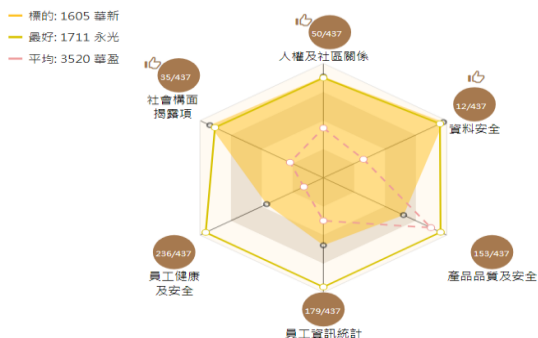 標的: 1605 華新
最好: 1711 永光
平均: 3520 華盈
50/437
人權及社區關係
35/437
社會構面
揭露項
12/437
資料安全
236/437
員工健康
及安全
153/437
產品品質及安全
179/437
員工資訊統計